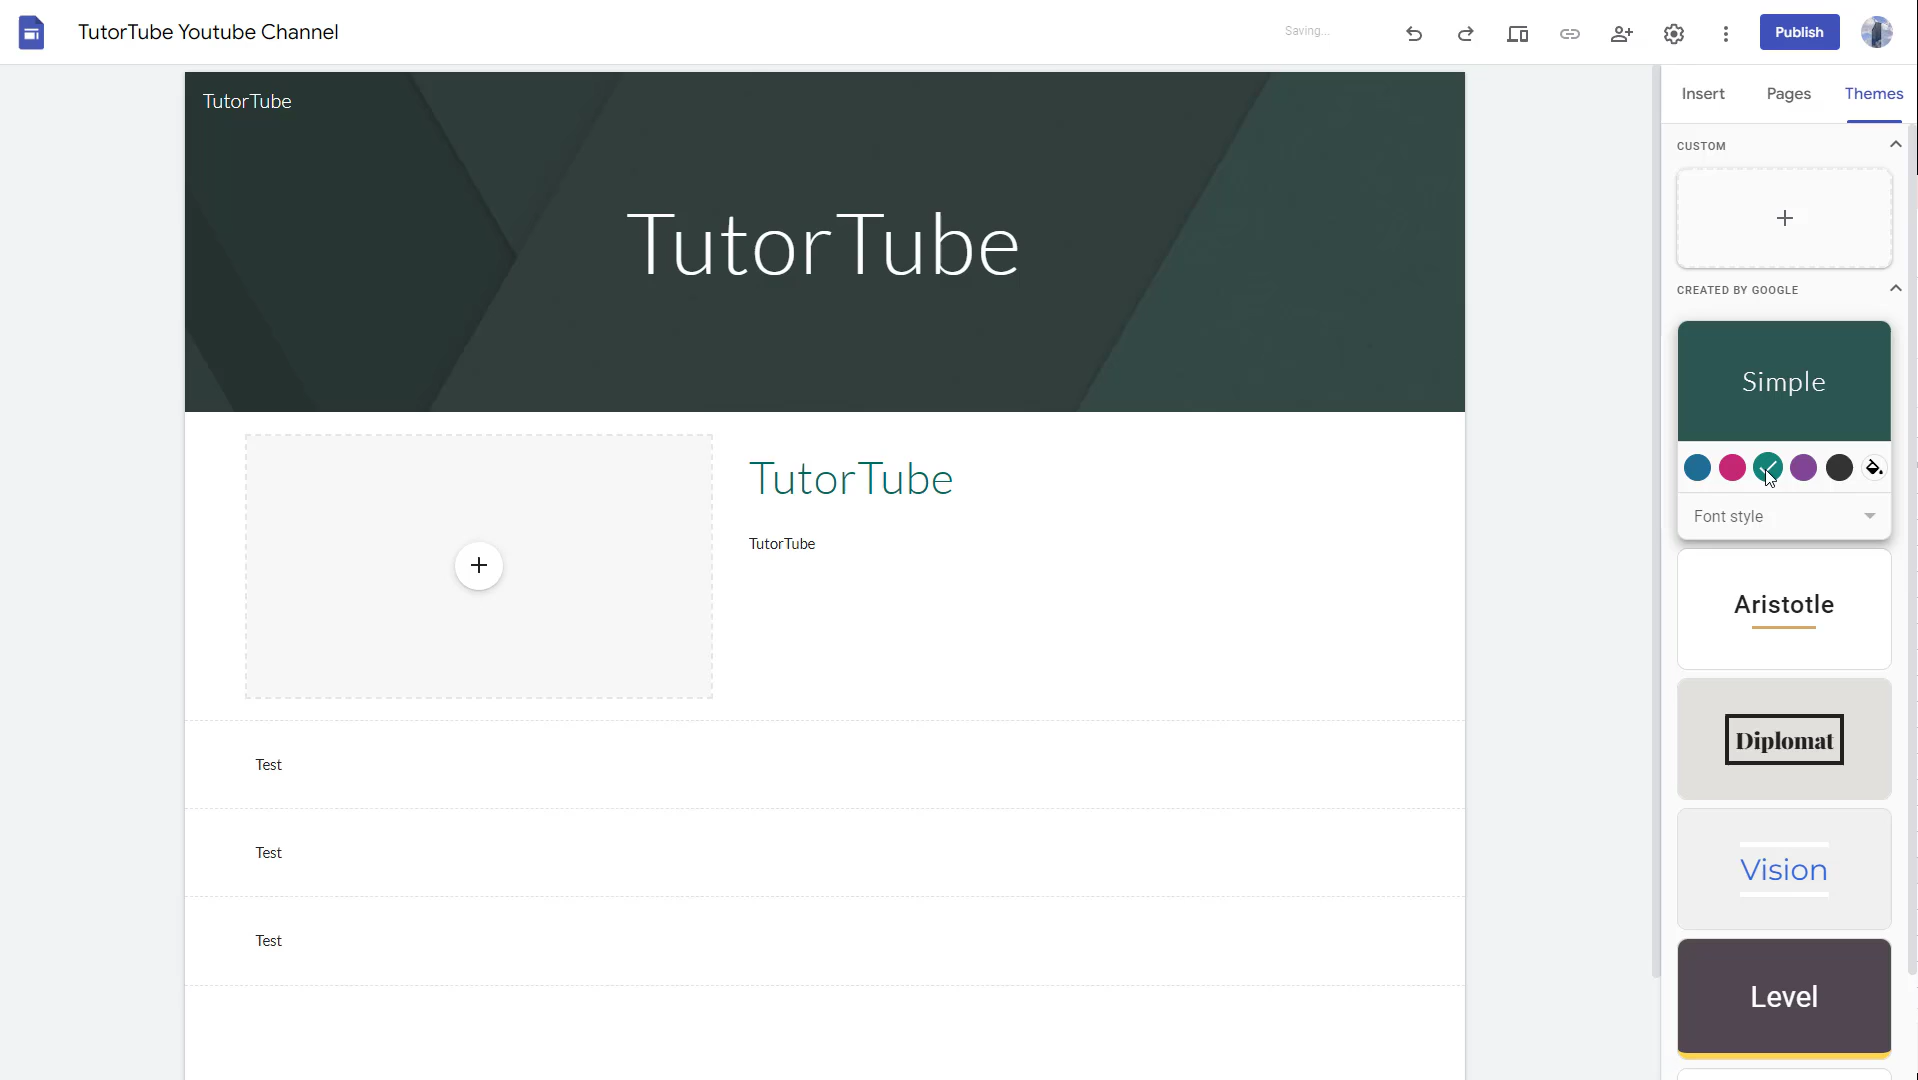 TutorTube Youtube Channel
Saving...
Publish
Insert
Pages
Themes
TutorTube
TutorTube
TutorTube
TutorTube
Test
Test
Test
CUSTOM
CREATED BY GOOGLE
Simple
Font style
Aristotle
Diplomat
Vision
Level